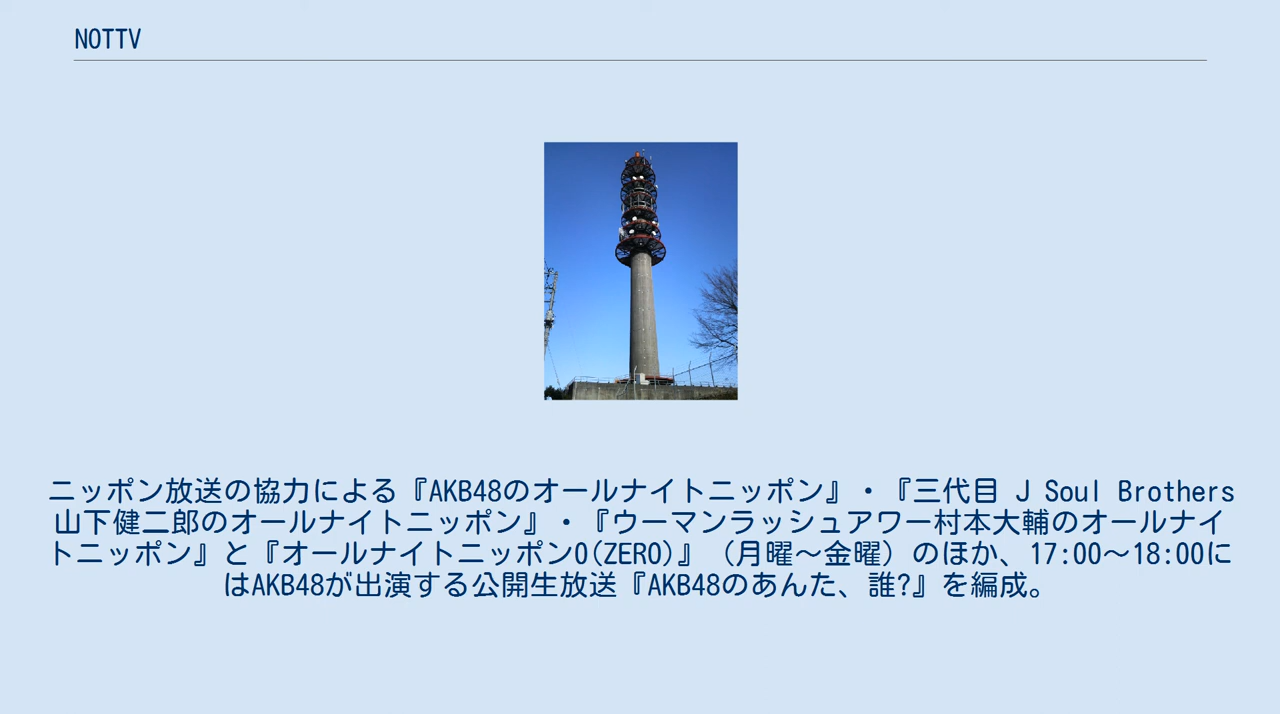 NOTTV
ニッポン放送の協力による『AKB48のオールナイトニッポン』・『三代目 J Soul Brothers
山下健二郎のオールナイトニッポン』・『ウーマンラッシュアワー村本大輔のオールナイ
トニッポン』と『オールナイトニッポン0(ZERO)』（月曜〜金曜）のほか、17:00〜18:00に
はAKB48が出演する公開生放送『AKB48のあんた、誰?』を編成。